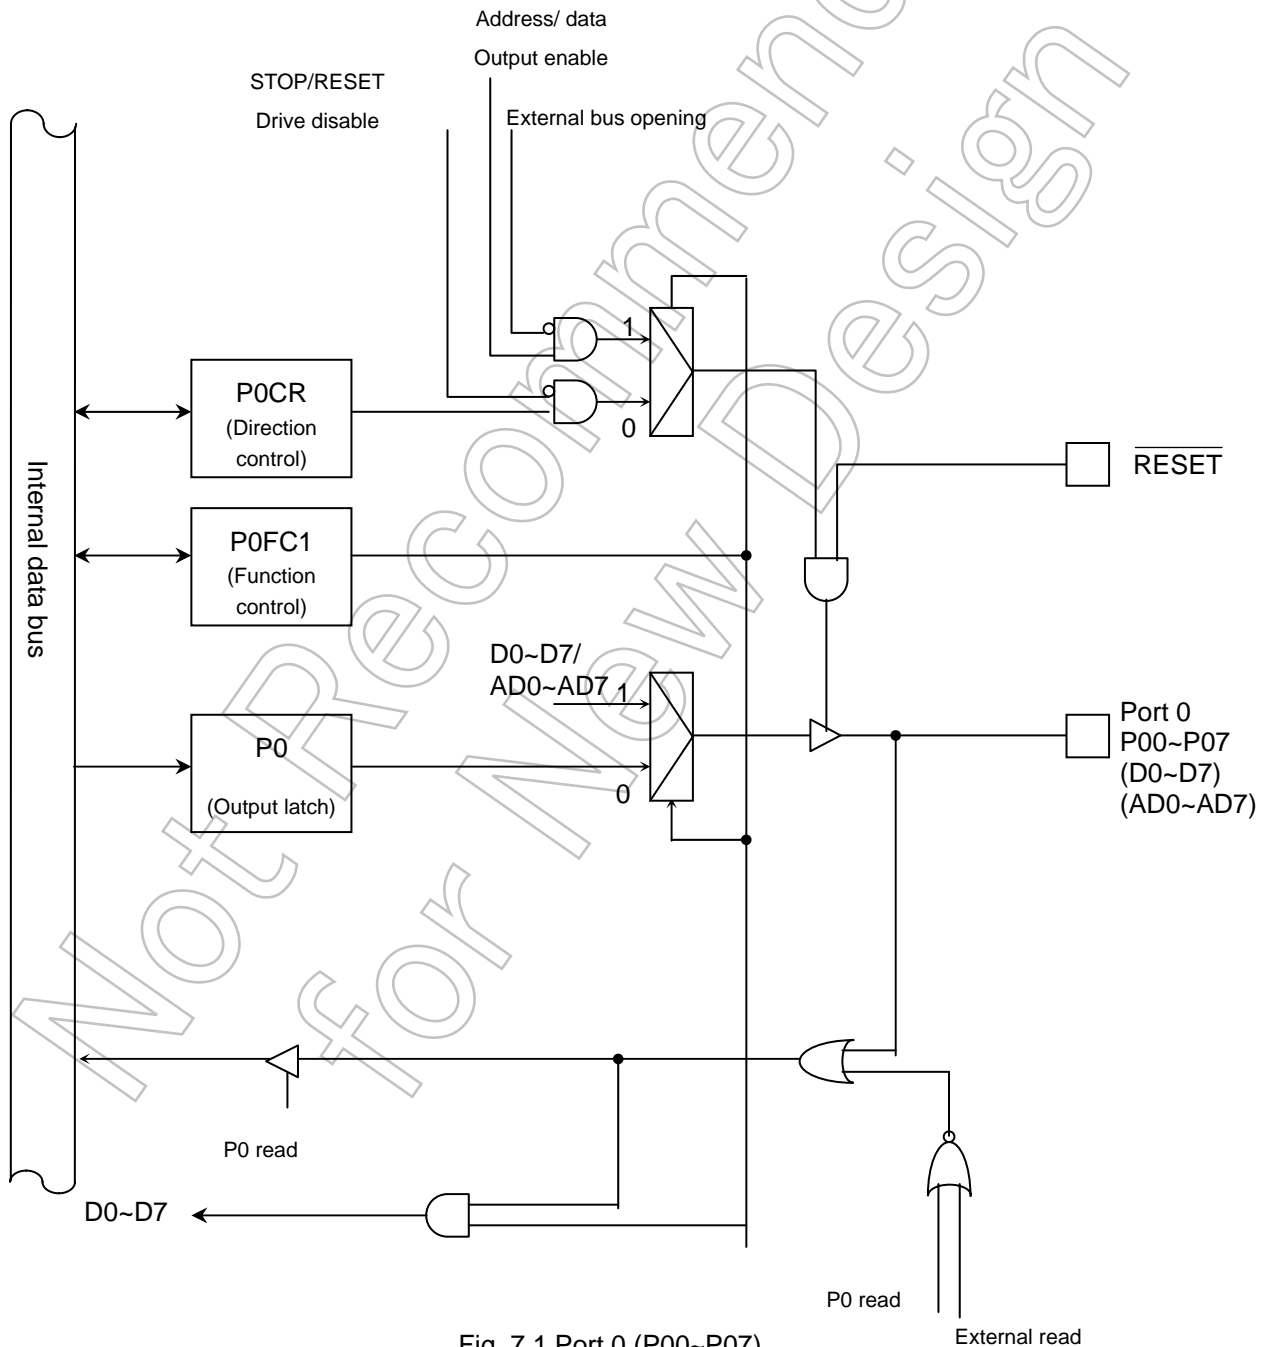 Address/ data
Output enable
STOP/RESET
Drive disable
External bus opening
1
P0CR
(Direction
control)
0
RESET
Internal data bus
P0FC1
(Function
control)
D0~D7/
AD0~AD7
1
P0
(Output latch)
0
Port 0
P00~P07
(D0~D7)
(AD0~AD7)
P0 read
D0~D7
P0 read
External read
Fig. 7.1 Port 0 (P00~P07)
Not Recommen
for New Design